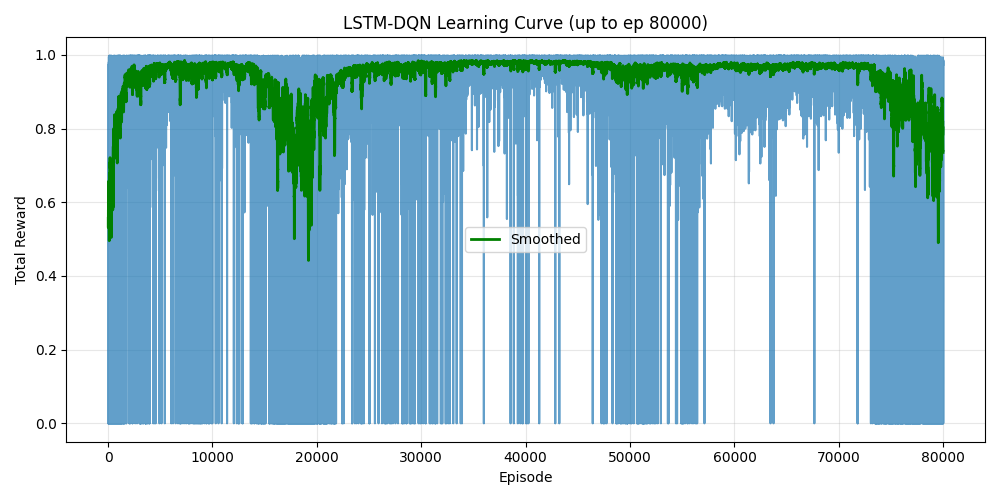 LSTM-DQN Learning Curve (up to ep 80000)
Total Reward
1.0
0.8
0.6
0.4
0.2
0.0
Smoothed
0 10000 20000 30000 40000 50000 60000 70000 80000
Episode